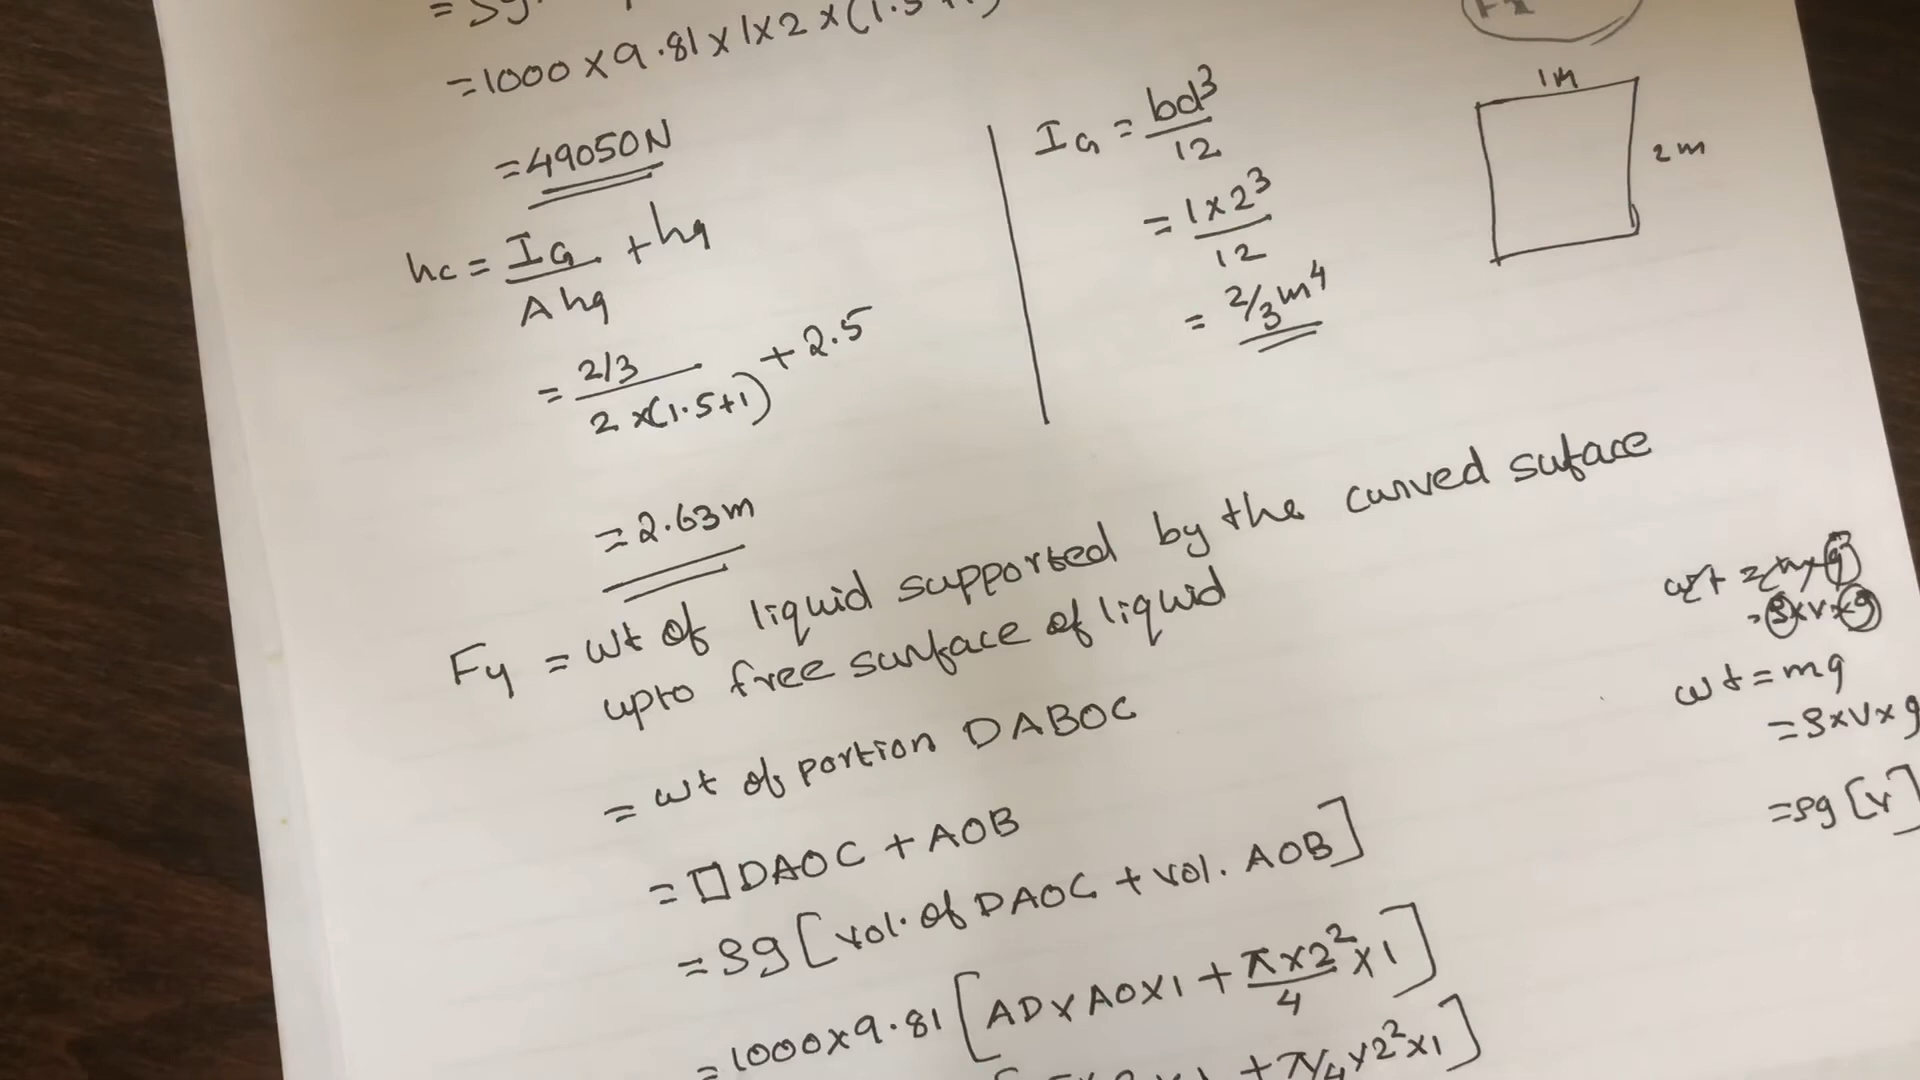 = 1000 × 9.81 × 1 × 2 × (1.5 +
= 49050N
hc = IG / A hg + hg
= 2/3 / 2 × (1.5+1) + 2.5
= 2.63m
IG = bd³ / 12
= 1 × 2³ / 12
= 2/3 m⁴
1m
2m
Fy = wt of liquid supported by the curved suface
upto free surface of liquid
= wt of portion DABOC
= □DAOC + AOB
= ρg [vol. of DAOC + vol. AOB]
= 1000×9.81 [AD × AO × 1 + π×2² / 4 × 1]
+ π/4 × 2² × 1]
wt = mg
= ρ×v×g
= ρg [v]